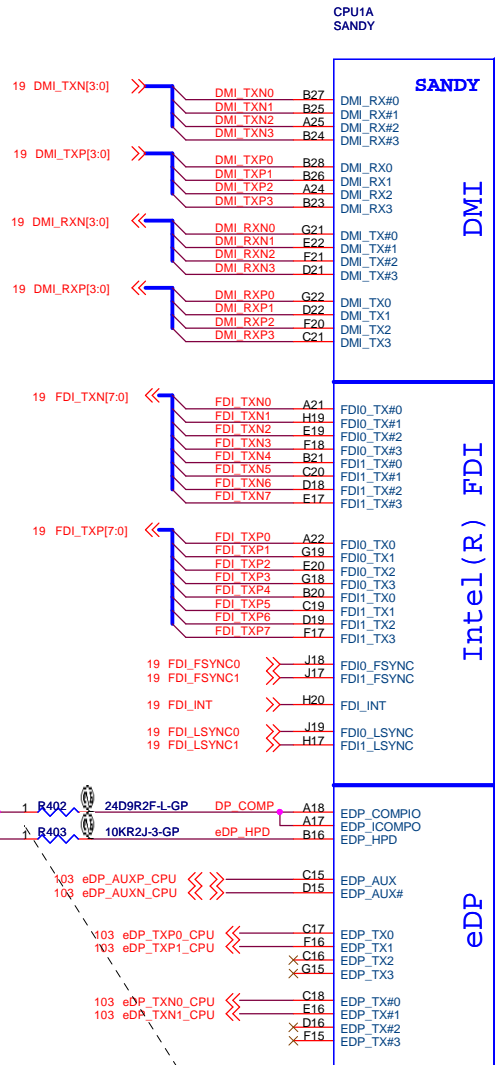 CPU1A
SANDY
SANDY
19 DMI_TXN[3:0]
DMI_TXN0 B27 DMI_RX#0
DMI_TXN1 B25 DMI_RX#1
DMI_TXN2 A25 DMI_RX#2
DMI_TXN3 B24 DMI_RX#3
19 DMI_TXP[3:0]
DMI_TXP0 B28 DMI_RX0
DMI_TXP1 B26 DMI_RX1
DMI_TXP2 A24 DMI_RX2
DMI_TXP3 B23 DMI_RX3
DMI
19 DMI_RXN[3:0]
DMI_RXN0 G21 DMI_TX#0
DMI_RXN1 E22 DMI_TX#1
DMI_RXN2 F21 DMI_TX#2
DMI_RXN3 D21 DMI_TX#3
19 DMI_RXP[3:0]
DMI_RXP0 G22 DMI_TX0
DMI_RXP1 D22 DMI_TX1
DMI_RXP2 F20 DMI_TX2
DMI_RXP3 C21 DMI_TX3
19 FDI_TXN[7:0]
FDI_TXN0 A21 FDI0_TX#0
FDI_TXN1 H19 FDI0_TX#1
FDI_TXN2 E19 FDI0_TX#2
FDI_TXN3 F18 FDI0_TX#3
FDI_TXN4 B21 FDI1_TX#0
FDI_TXN5 C20 FDI1_TX#1
FDI_TXN6 D18 FDI1_TX#2
FDI_TXN7 E17 FDI1_TX#3
Intel(R) FDI
19 FDI_TXP[7:0]
FDI_TXP0 A22 FDI0_TX0
FDI_TXP1 G19 FDI0_TX1
FDI_TXP2 E20 FDI0_TX2
FDI_TXP3 G18 FDI0_TX3
FDI_TXP4 B20 FDI1_TX0
FDI_TXP5 C19 FDI1_TX1
FDI_TXP6 D19 FDI1_TX2
FDI_TXP7 F17 FDI1_TX3
19 FDI_FSYNC0 J18 FDI0_FSYNC
19 FDI_FSYNC1 J17 FDI1_FSYNC
19 FDI_INT H20 FDI_INT
19 FDI_LSYNC0 J19 FDI0_LSYNC
19 FDI_LSYNC1 H17 FDI1_LSYNC
1 R402 24D9R2F-L-GP DP_COMP A18 EDP_COMPIO
A17 EDP_ICOMPO
1 R403 10KR2J-3-GP eDP_HPD B16 EDP_HPD
103 eDP_AUXP_CPU C15 EDP_AUX
103 eDP_AUXN_CPU D15 EDP_AUX#
eDP
103 eDP_TXP0_CPU C17 EDP_TX0
103 eDP_TXP1_CPU F16 EDP_TX1
C16 EDP_TX2
G15 EDP_TX3
103 eDP_TXN0_CPU C18 EDP_TX#0
103 eDP_TXN1_CPU E16 EDP_TX#1
D16 EDP_TX#2
F15 EDP_TX#3